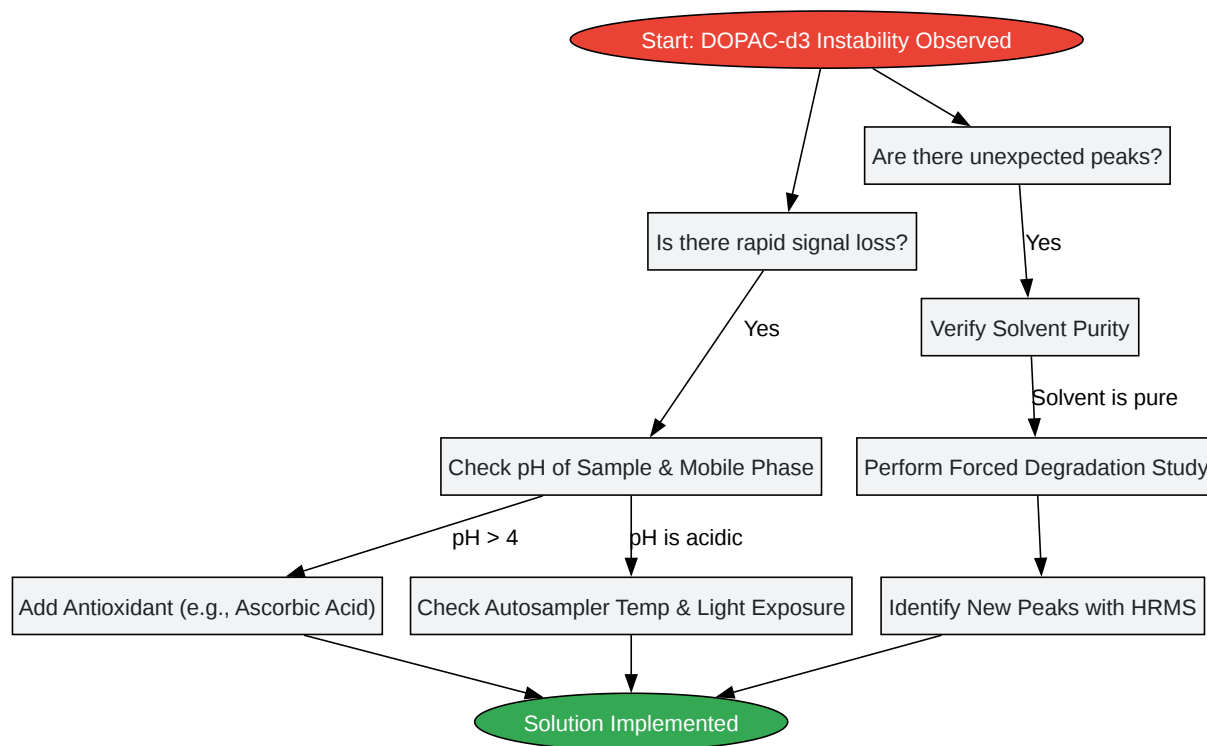 Start: DOPAC-d3 Instability Observed
Are there unexpected peaks?
Is there rapid signal loss?
Yes
Verify Solvent Purity
Yes
Solvent is pure
Check pH of Sample & Mobile Phase
Perform Forced Degradation Study
pH > 4
pH is acidic
Add Antioxidant (e.g., Ascorbic Acid)
Check Autosampler Temp & Light Exposure
Identify New Peaks with HRMS
Solution Implemented